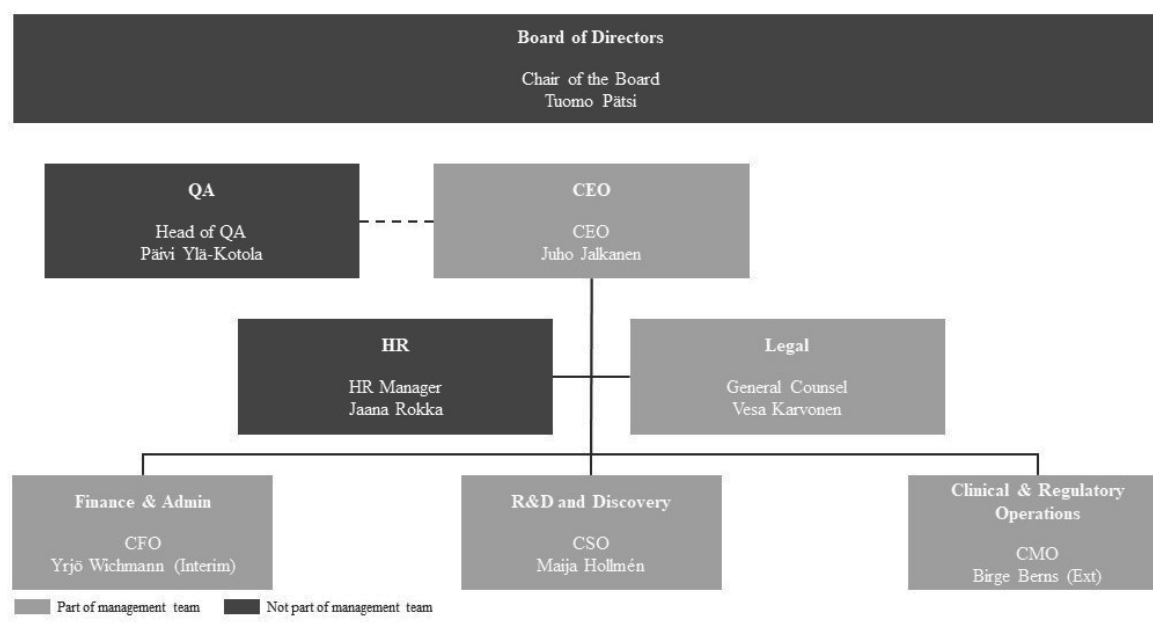 Board of Directors
Chair of the Board
Tuomo Pätsi
QA
Head of QA
Päivi Ylä-Kotola
CEO
CEO
Juho Jalkanen
HR
HR Manager
Jaana Rokka
Legal
General Counsel
Vesa Karvonen
Finance & Admin
CFO
Yrjö Wichmann (Interim)
R&D and Discovery
CSO
Maija Hollmén
Clinical & Regulatory
Operations
CMO
Birge Berns (Ext)
Part of management team
Not part of management team